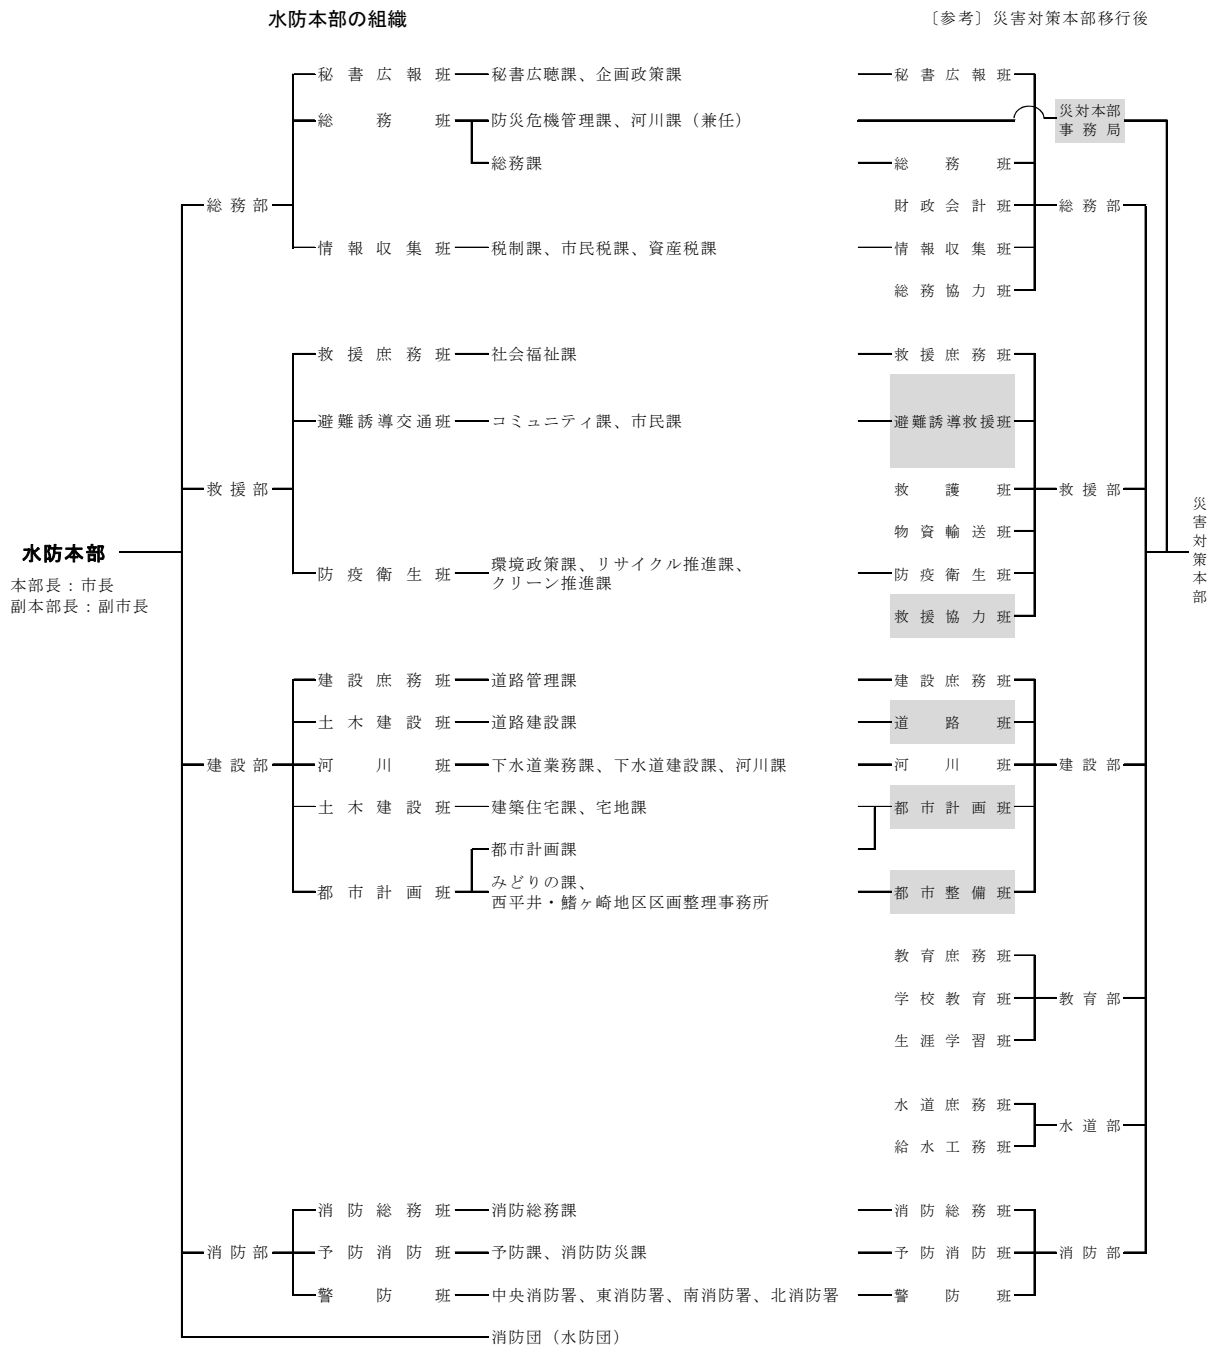 水防本部の組織
〔参考〕災害対策本部移行後
秘書広報班 秘書広聴課、企画政策課 秘書広報班
総務班 防災危機管理課、河川課（兼任） 災対本部
事務局
総務課 総務班
総務部 財政会計班 総務部
情報収集班 税制課、市民税課、資産税課 情報収集班
総務協力班
救援庶務班 社会福祉課 救援庶務班
避難誘導交通班 コミュニティ課、市民課 避難誘導救援班
救援部 救護班 救援部
物資輸送班
災害対策本部
水防本部
本部長：市長
副本部長：副市長
防疫衛生班 環境政策課、リサイクル推進課、
クリーン推進課 防疫衛生班
救援協力班
建設庶務班 道路管理課 建設庶務班
土木建設班 道路建設課 道路班
建設部 河川班 下水道業務課、下水道建設課、河川課 河川班 建設部
土木建設班 建築住宅課、宅地課 都市計画班
都市計画課
都市計画班 みどりの課、
西平井・鰭ヶ崎地区区画整理事務所 都市整備班
教育庶務班
学校教育班 教育部
生涯学習班
水道庶務班
水道部
給水工務班
消防総務班 消防総務課 消防総務班
消防部 予防消防班 予防課、消防防災課 予防消防班 消防部
警防班 中央消防署、東消防署、南消防署、北消防署 警防班
消防団（水防団）